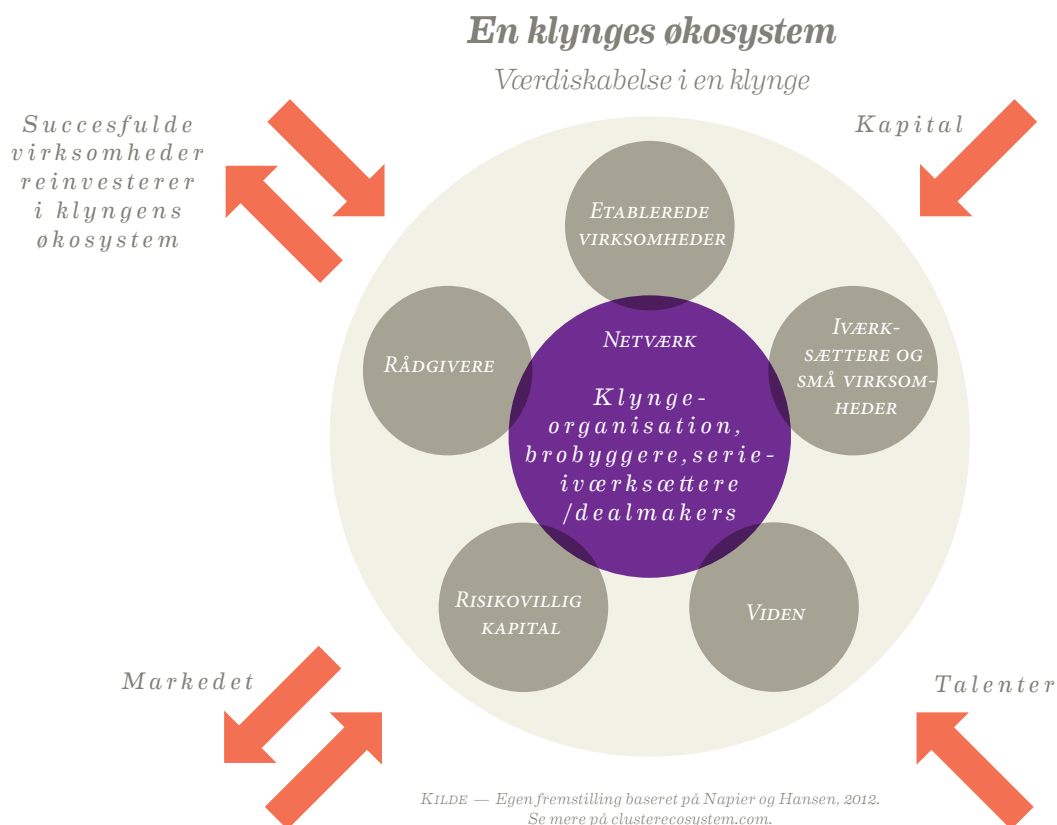 En klynges økosystem
Værdiskabelse i en klynge
Succesfulde
virksomheder
reinvesterer
i klyngens
økosystem
Kapital
Etablerede
virksomheder
Rådgivere
Netværk
Klynge-
organisation,
brobyggere, serie-
iværksættere
/dealmakers
Iværk-
sættere og
små virksom-
heder
Risikovillig
kapital
Viden
Markedet
Talenter
Kilde — Egen fremstilling baseret på Napier og Hansen, 2012.
Se mere på clusterecosystem.com.